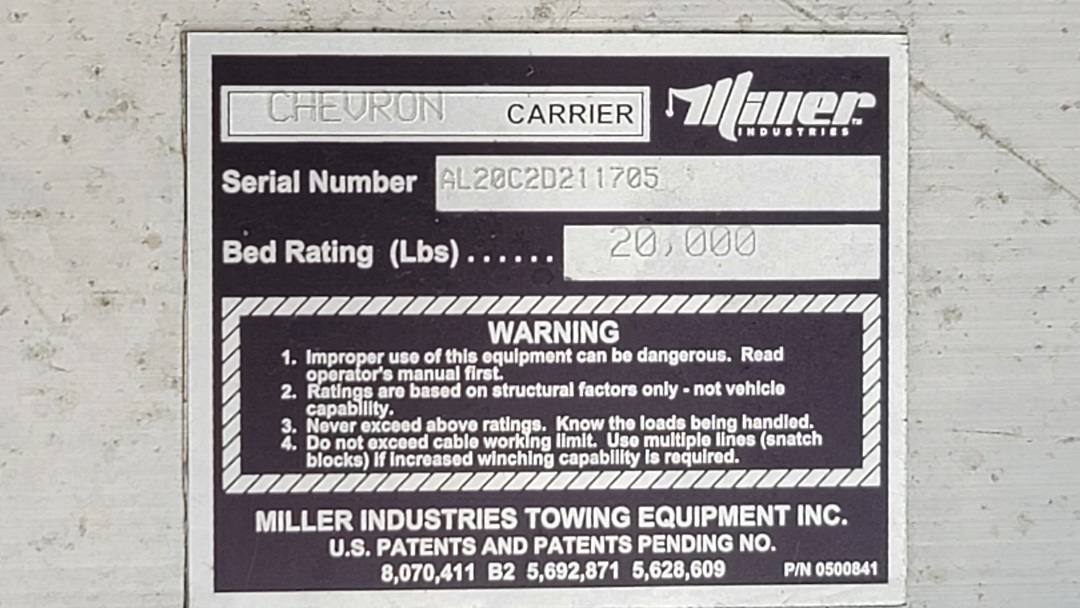 CHEVRON CARRIER
Miller™
INDUSTRIES
Serial Number AL20C2D211705
Bed Rating (Lbs) ...... 20,000
WARNING
1. Improper use of this equipment can be dangerous. Read
operator's manual first.
2. Ratings are based on structural factors only - not vehicle
capability.
3. Never exceed above ratings. Know the loads being handled.
4. Do not exceed cable working limit. Use multiple lines (snatch
blocks) if increased winching capability is required.
MILLER INDUSTRIES TOWING EQUIPMENT INC.
U.S. PATENTS AND PATENTS PENDING NO.
8,070,411 B2 5,692,871 5,628,609 P/N 0500841